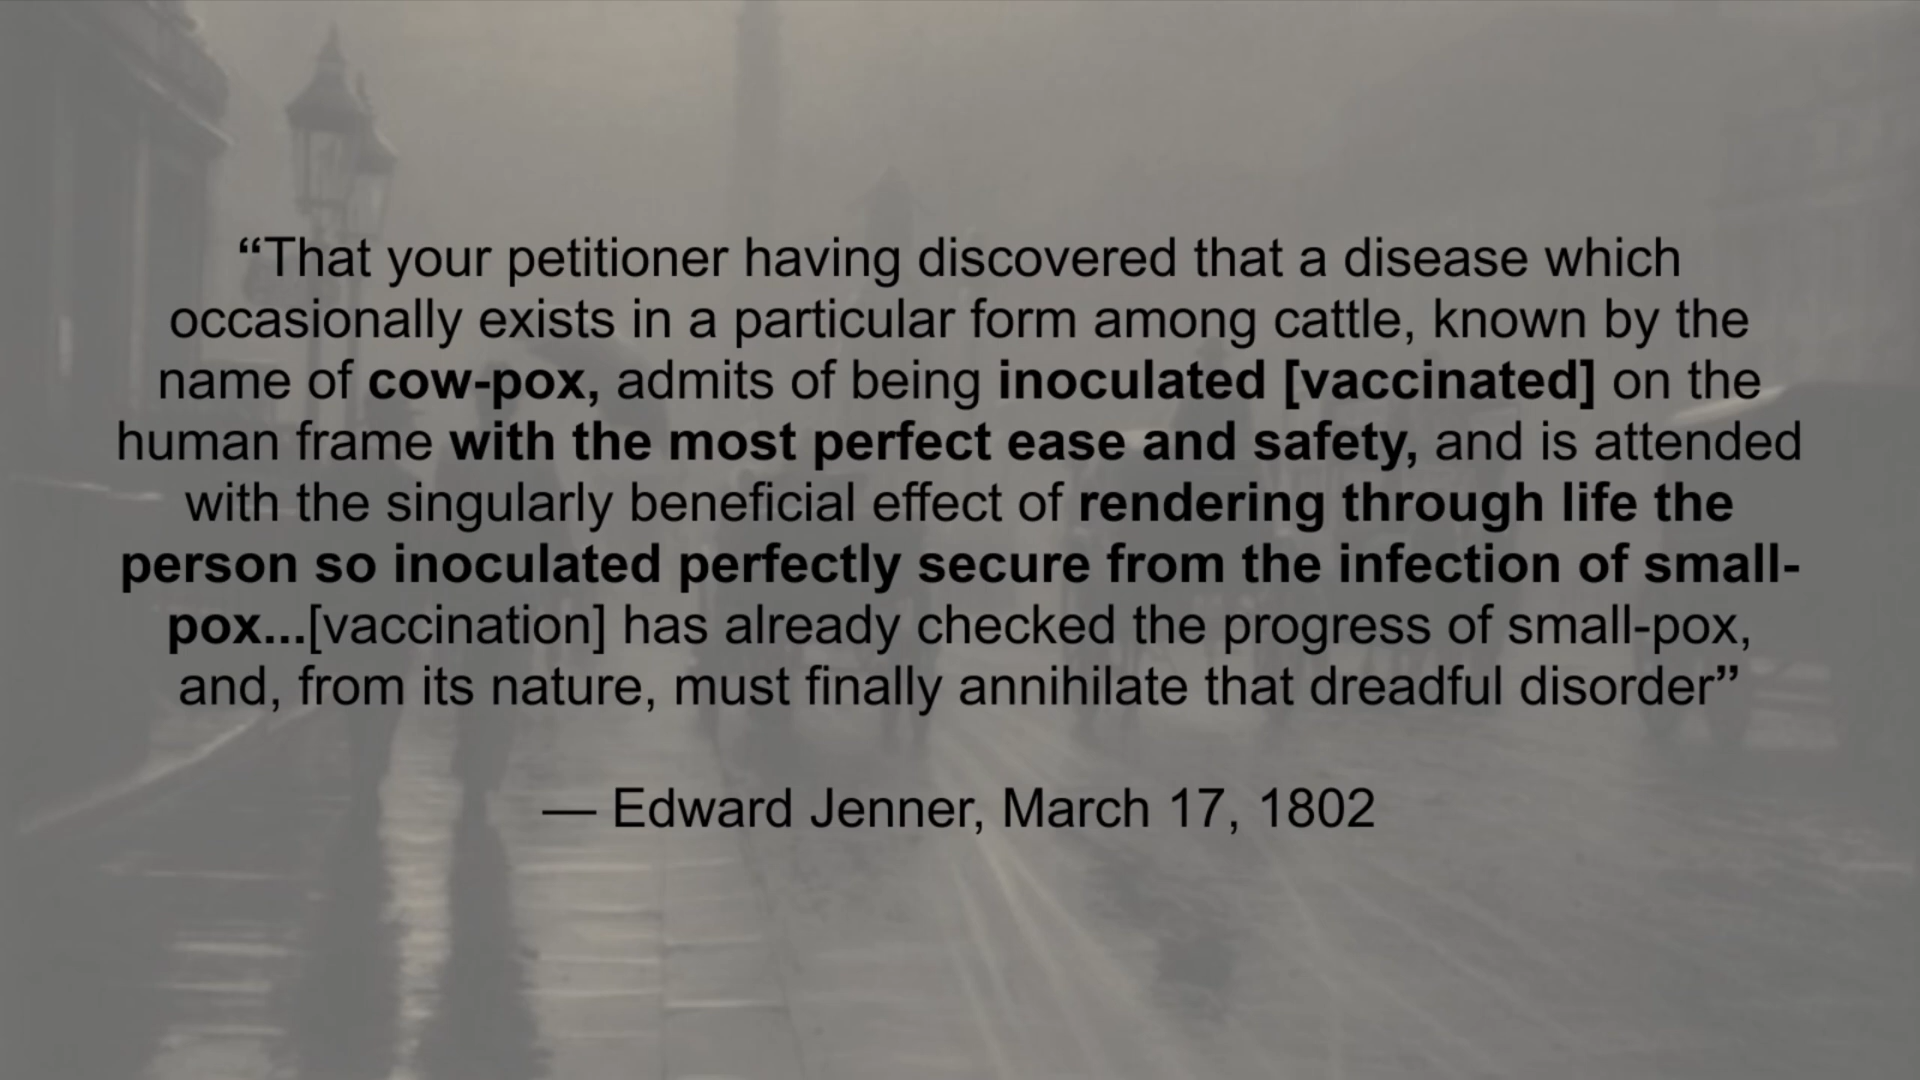 “That your petitioner having discovered that a disease which
occasionally exists in a particular form among cattle, known by the
name of cow-pox, admits of being inoculated [vaccinated] on the
human frame with the most perfect ease and safety, and is attended
with the singularly beneficial effect of rendering through life the
person so inoculated perfectly secure from the infection of small-
pox...[vaccination] has already checked the progress of small-pox,
and, from its nature, must finally annihilate that dreadful disorder”
— Edward Jenner, March 17, 1802